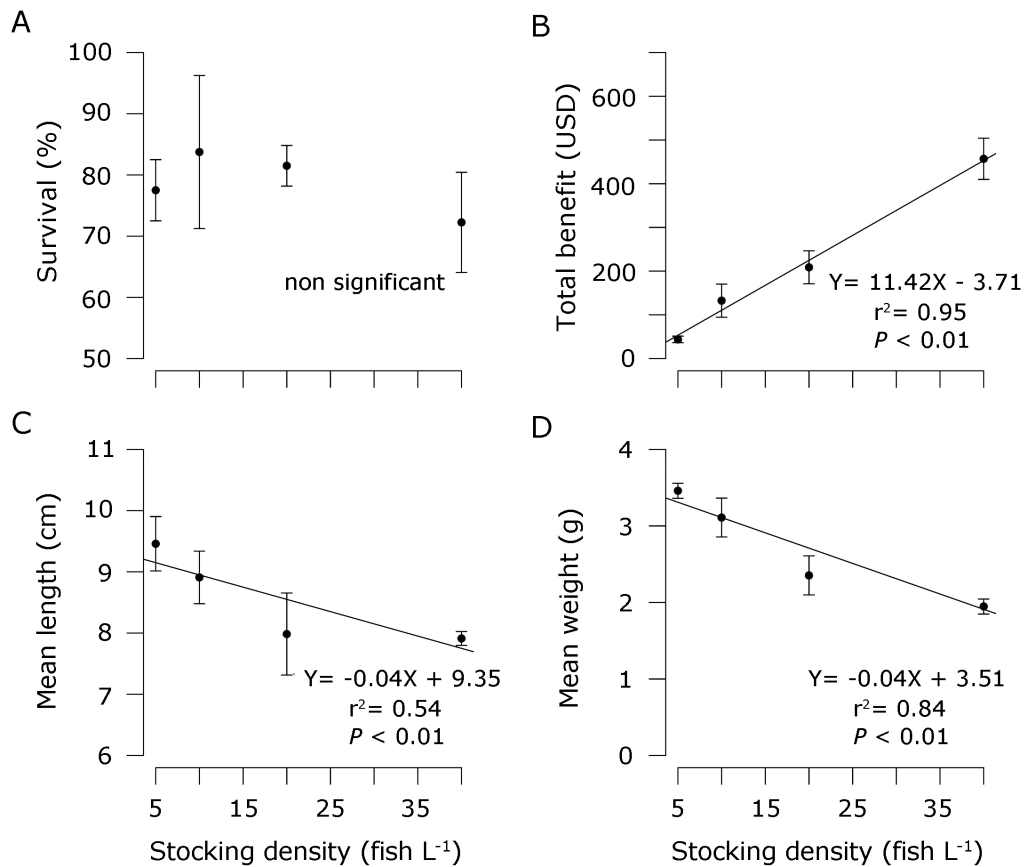 A
100
90
80
70
60
50
Survival (%)
non significant
B
600
400
200
0
Total benefit (USD)
Y= 11.42X - 3.71
r²= 0.95
P < 0.01
C
11
10
9
8
7
6
Mean length (cm)
Y= -0.04X + 9.35
r²= 0.54
P < 0.01
5 15 25 35
Stocking density (fish L⁻¹)
D
4
3
2
1
0
Mean weight (g)
Y= -0.04X + 3.51
r²= 0.84
P < 0.01
5 15 25 35
Stocking density (fish L⁻¹)